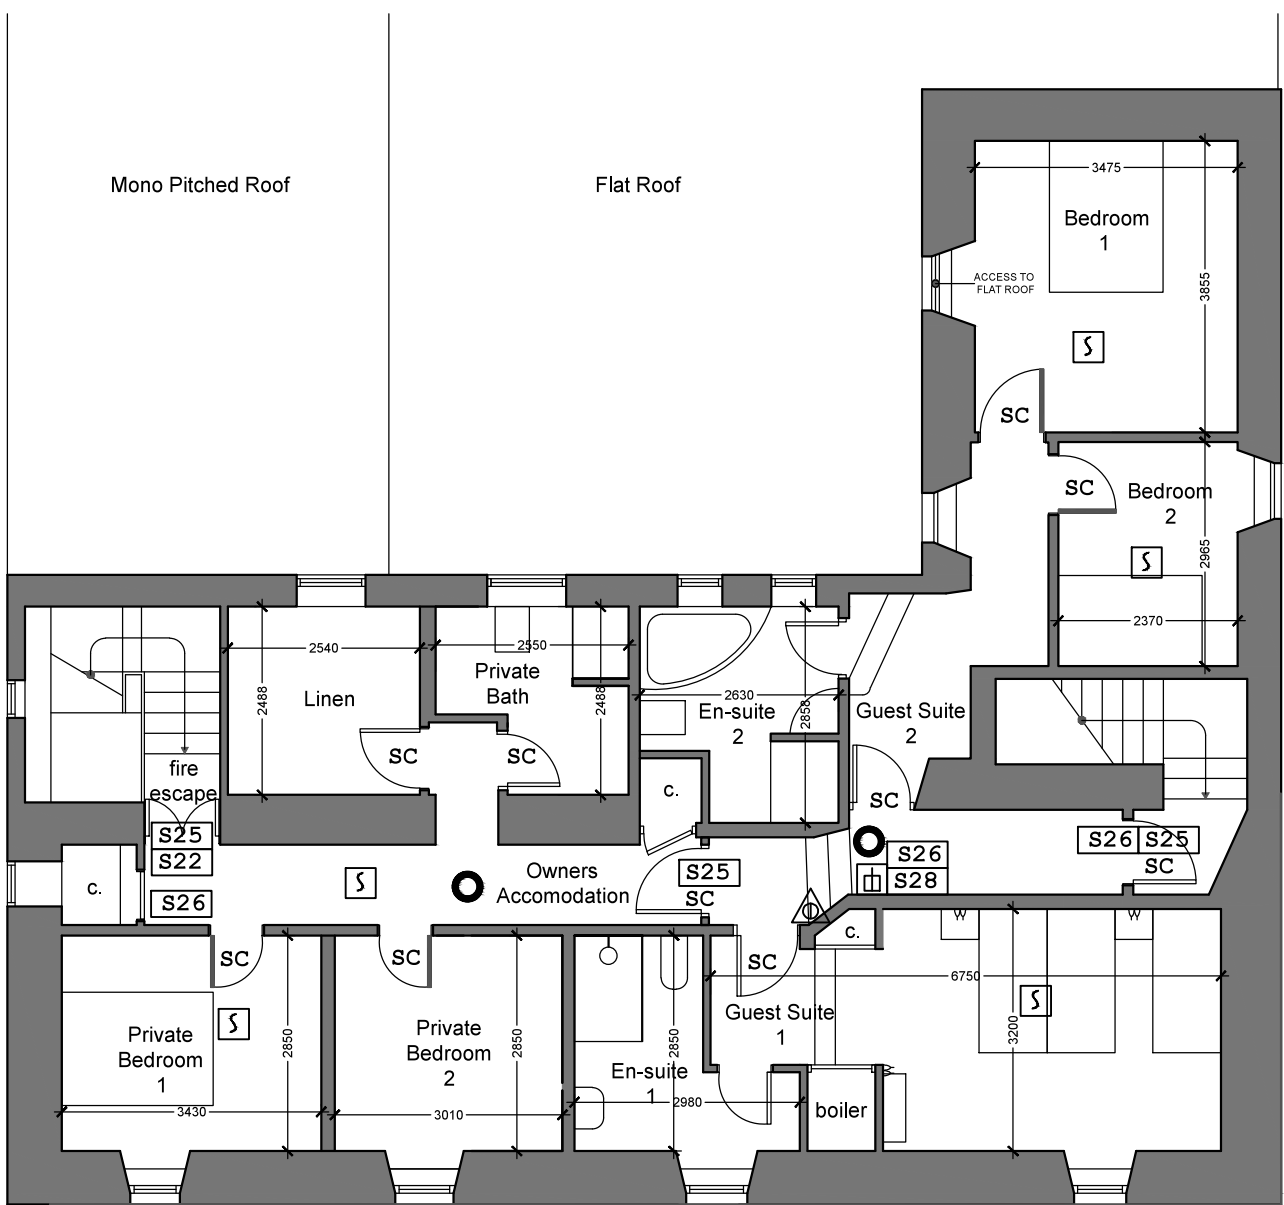 Mono Pitched Roof
Flat Roof
3475
Bedroom
1
ACCESS TO
FLAT ROOF
3855
S
SC
SC
Bedroom
2
S
2965
2370
2540
2488
Linen
SC
2550
Private
Bath
2488
SC
2630
En-suite
2
2858
Guest Suite
2
SC
fire
escape
S25
S22
S26
c.
c.
S
Owners
Accomodation
S25
SC
S26
S28
S26
S25
SC
SC
SC
SC
c.
6750
S
3200
S
Private
Bedroom
1
2850
3430
Private
Bedroom
2
2850
3010
En-suite
1
2850
2980
Guest Suite
1
boiler